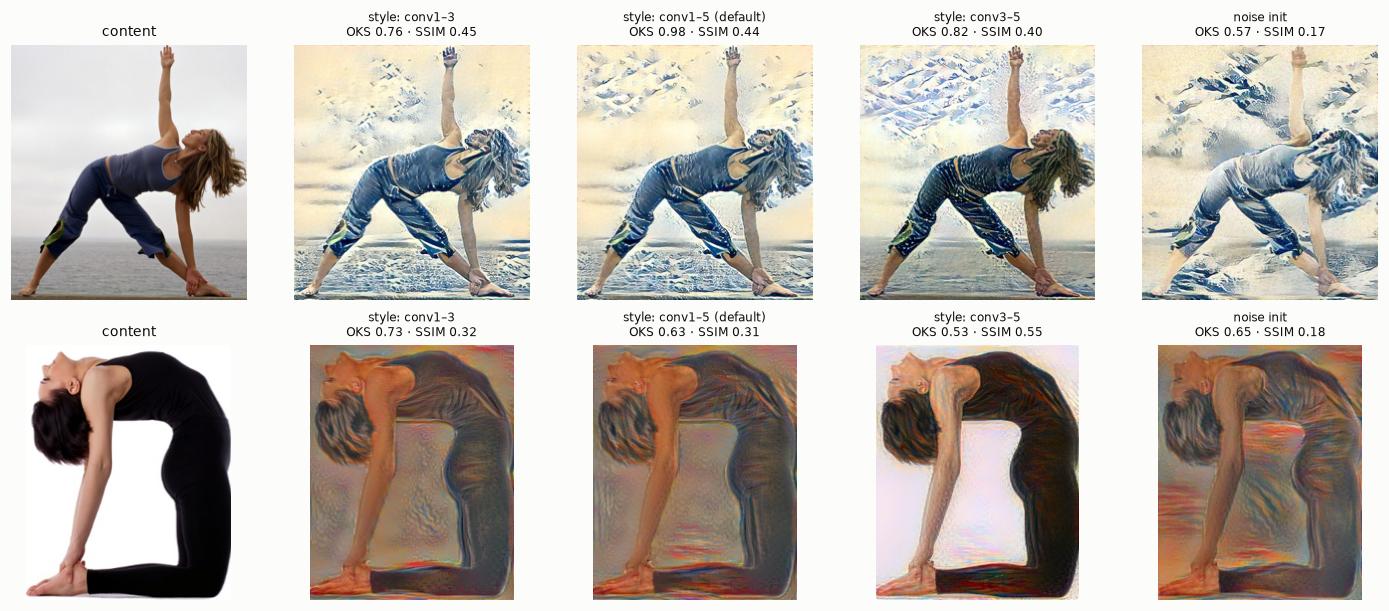 content
style: conv1–3
OKS 0.76 · SSIM 0.45
style: conv1–5 (default)
OKS 0.98 · SSIM 0.44
style: conv3–5
OKS 0.82 · SSIM 0.40
noise init
OKS 0.57 · SSIM 0.17
content
style: conv1–3
OKS 0.73 · SSIM 0.32
style: conv1–5 (default)
OKS 0.63 · SSIM 0.31
style: conv3–5
OKS 0.53 · SSIM 0.55
noise init
OKS 0.65 · SSIM 0.18